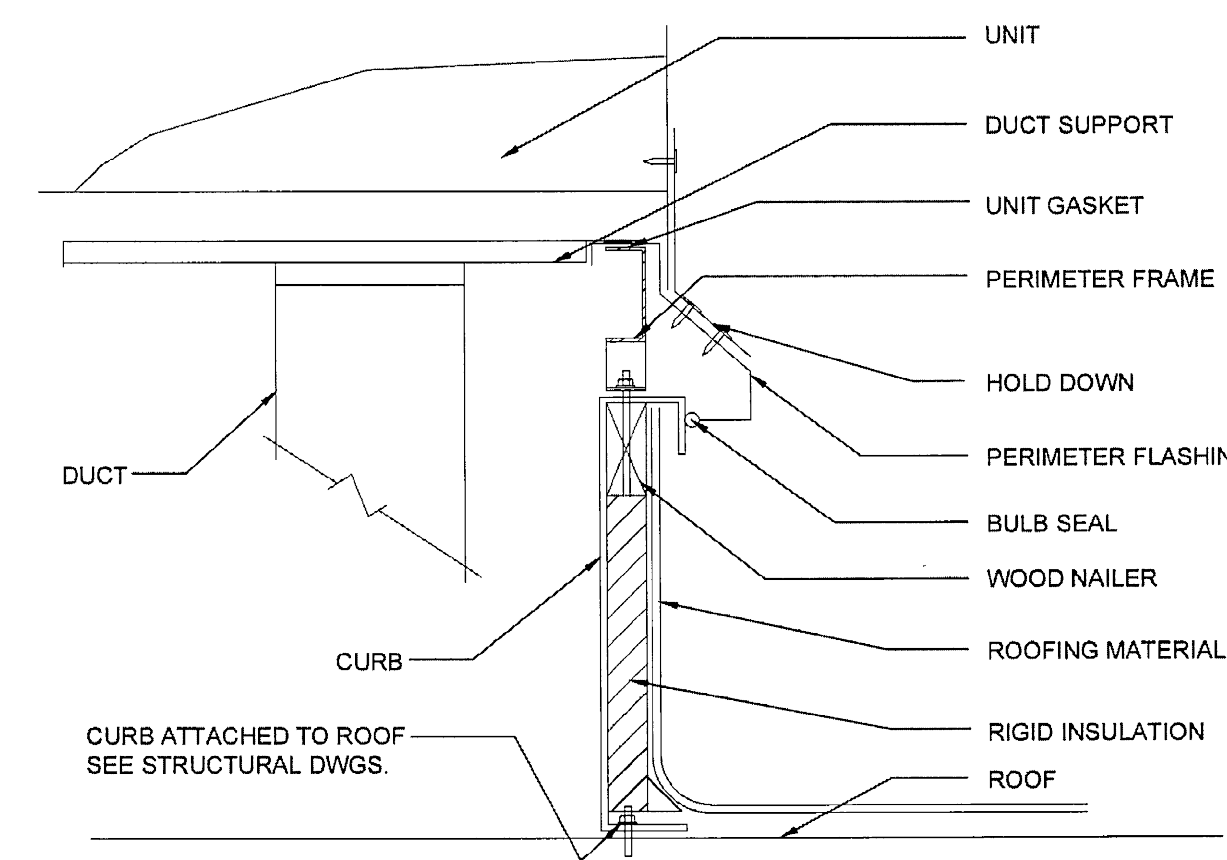 UNIT
DUCT SUPPORT
UNIT GASKET
PERIMETER FRAME
HOLD DOWN
PERIMETER FLASHIN
DUCT
BULB SEAL
WOOD NAILER
ROOFING MATERIAL
CURB
RIGID INSULATION
CURB ATTACHED TO ROOF
SEE STRUCTURAL DWGS.
ROOF